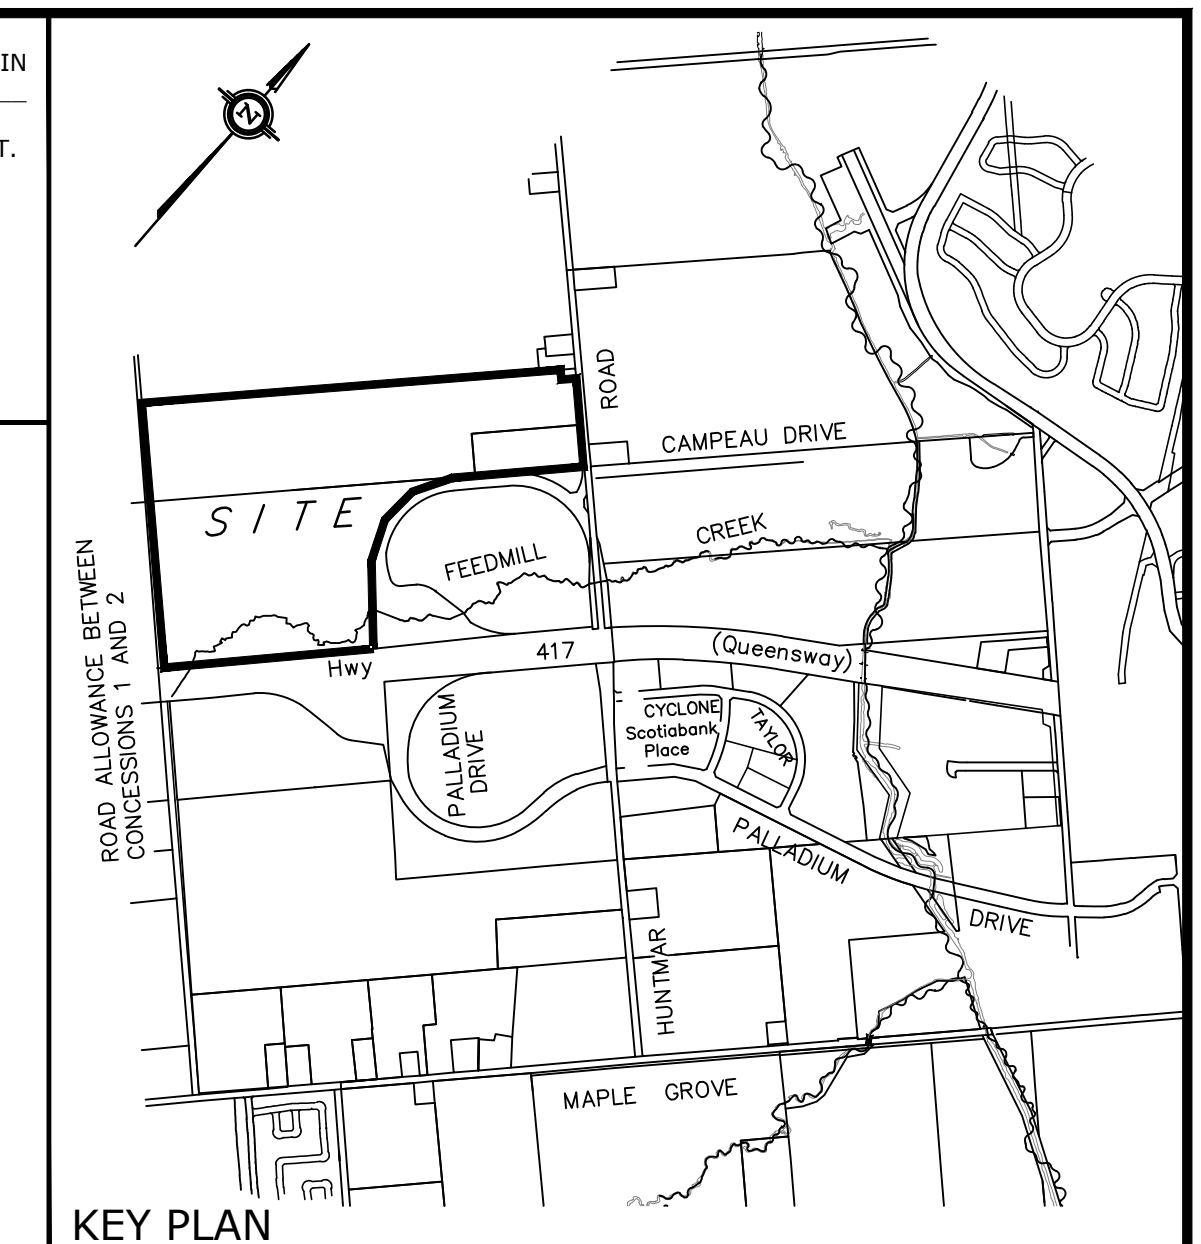 IN
T.
N
ROAD
CAMPEAU DRIVE
SITE
CREEK
FEEDMILL
ROAD ALLOWANCE BETWEEN
CONCESSIONS 1 AND 2
Hwy
417
(Queensway)
PALLADIUM
DRIVE
CYCLONE
Scotiabank
Place
TAYLOR
PALLADIUM
DRIVE
HUNTMAR
MAPLE GROVE
KEY PLAN